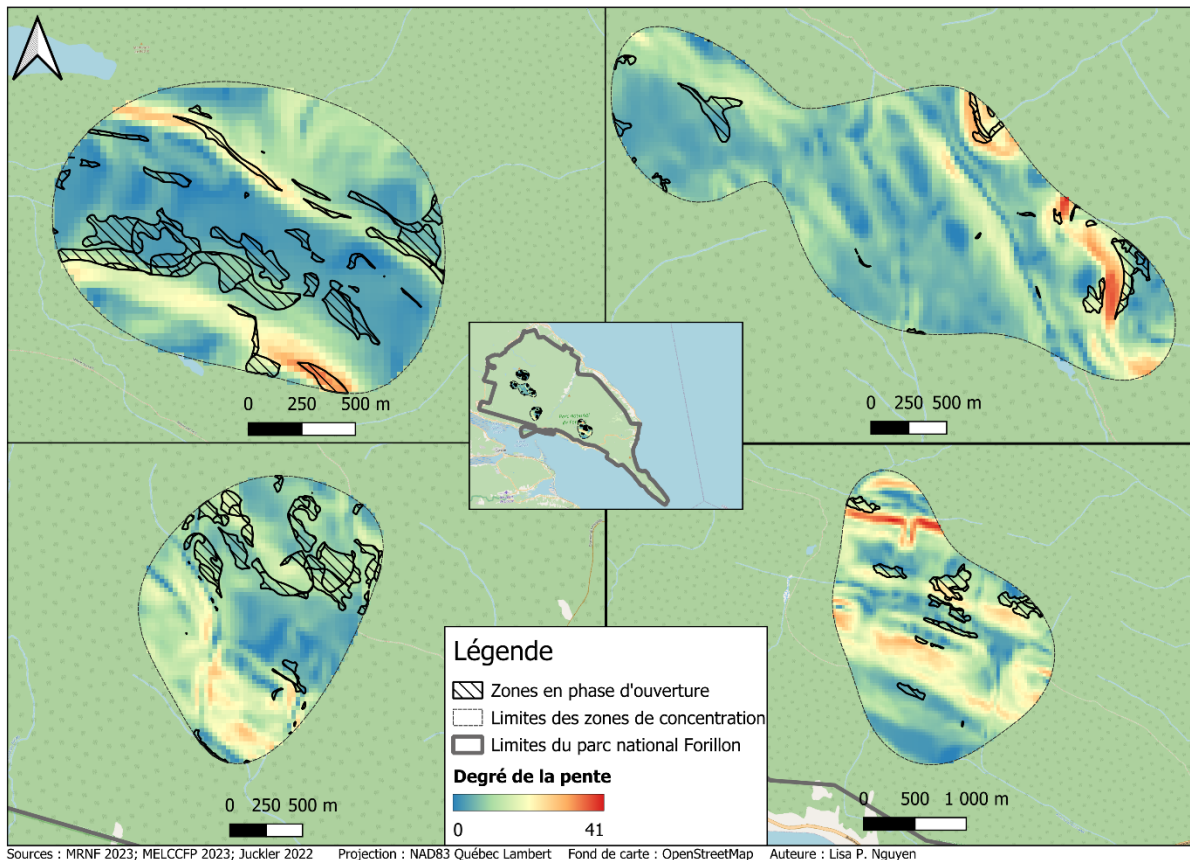 0 250 500 m
0 250 500 m
0 250 500 m
0 500 1 000 m
Légende
Zones en phase d'ouverture
Limites des zones de concentration
Limites du parc national Forillon
Degré de la pente
0 41
Sources : MRNF 2023; MELCCFP 2023; Juckler 2022 Projection : NAD83 Québec Lambert Fond de carte : OpenStreetMap Auteure : Lisa P. Nguyen